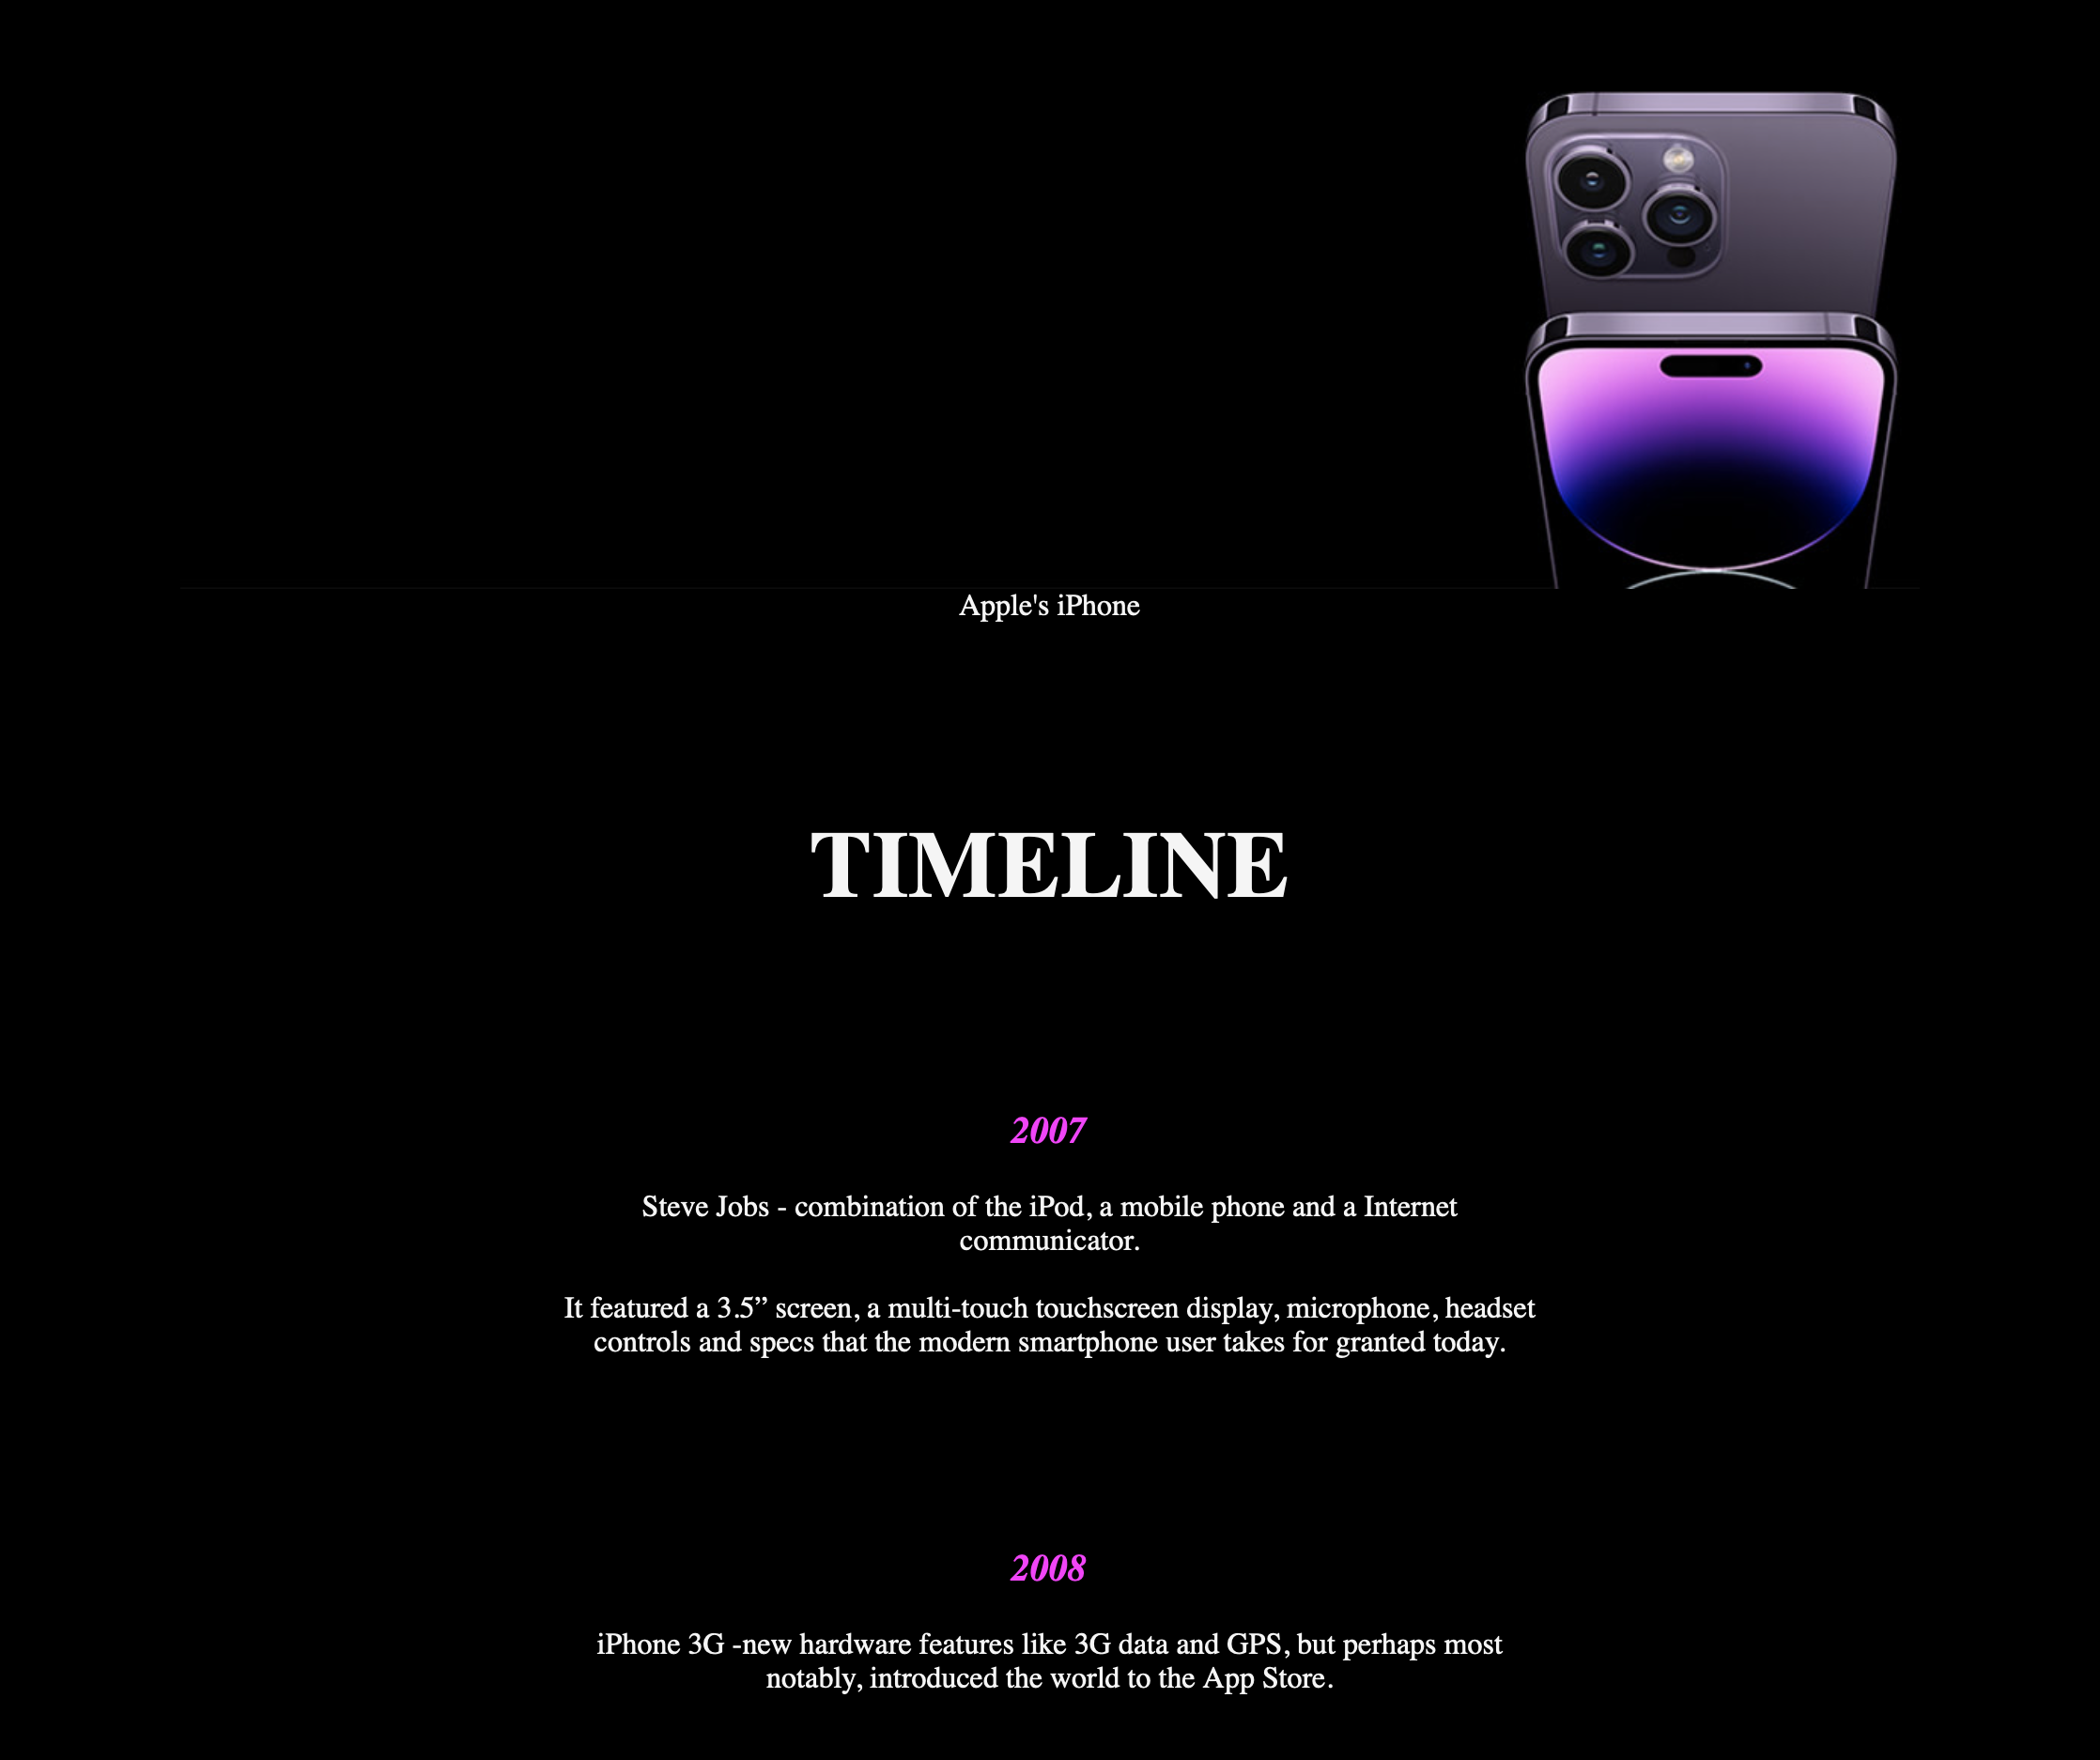 Apple's iPhone
TIMELINE
2007
Steve Jobs - combination of the iPod, a mobile phone and a Internet
communicator.
It featured a 3.5” screen, a multi-touch touchscreen display, microphone, headset
controls and specs that the modern smartphone user takes for granted today.
2008
iPhone 3G -new hardware features like 3G data and GPS, but perhaps most
notably, introduced the world to the App Store.